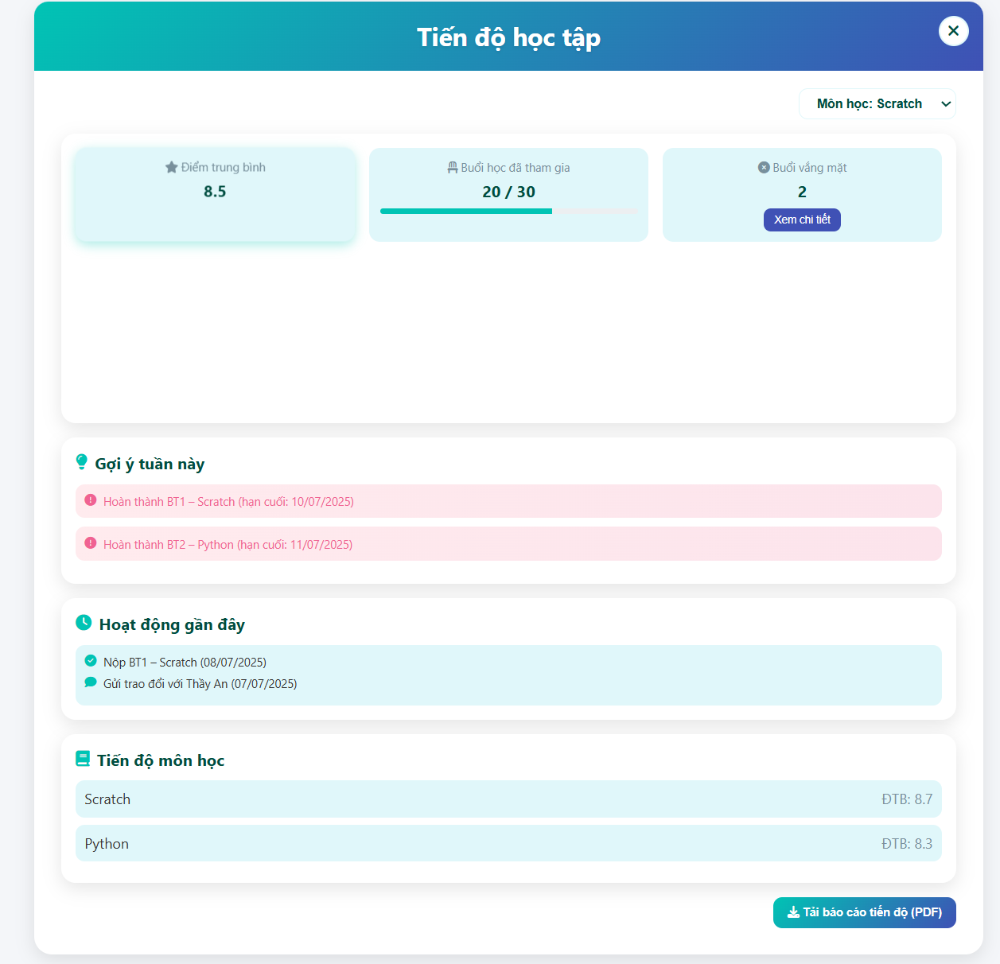 Tiến độ học tập
Môn học: Scratch
Điểm trung bình
8.5
Buổi học đã tham gia
20 / 30
Buổi vắng mặt
2
Xem chi tiết
Gợi ý tuần này
Hoàn thành BT1 – Scratch (hạn cuối: 10/07/2025)
Hoàn thành BT2 – Python (hạn cuối: 11/07/2025)
Hoạt động gần đây
Nộp BT1 – Scratch (08/07/2025)
Gửi trao đổi với Thầy An (07/07/2025)
Tiến độ môn học
Scratch ĐTB: 8.7
Python ĐTB: 8.3
Tải báo cáo tiến độ (PDF)